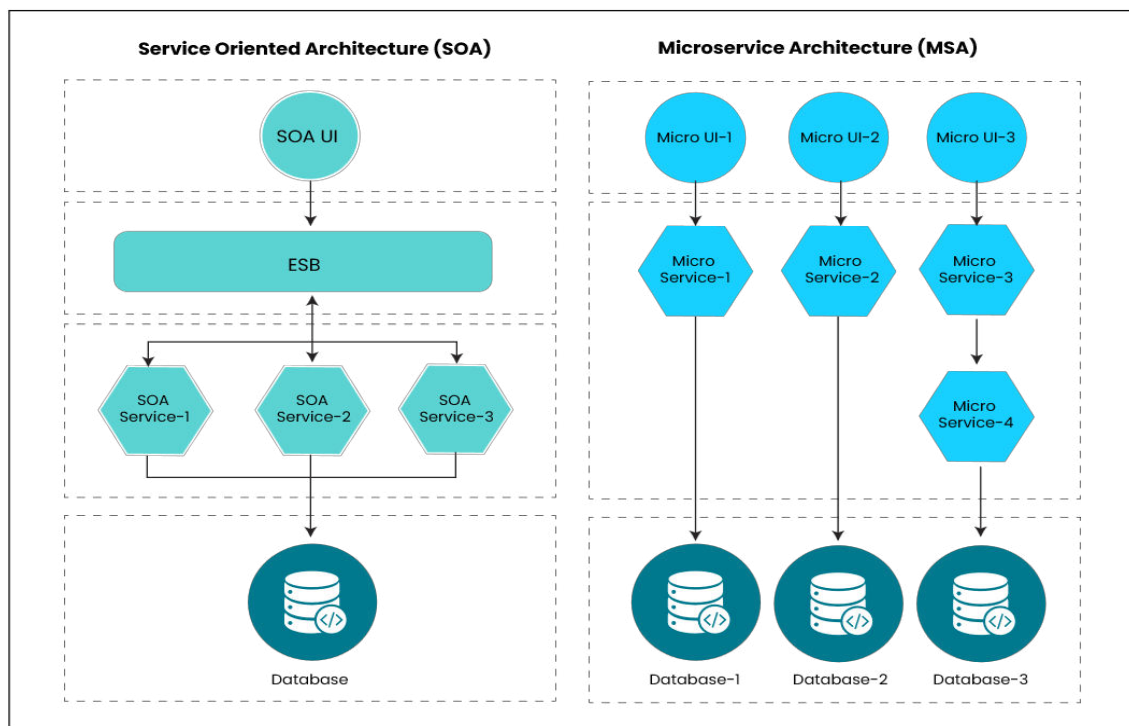 Service Oriented Architecture (SOA)
SOA UI
ESB
SOA
Service-1
SOA
Service-2
SOA
Service-3
Database
Microservice Architecture (MSA)
Micro UI-1
Micro UI-2
Micro UI-3
Micro
Service-1
Micro
Service-2
Micro
Service-3
Micro
Service-4
</>
Database-1
</>
Database-2
</>
Database-3